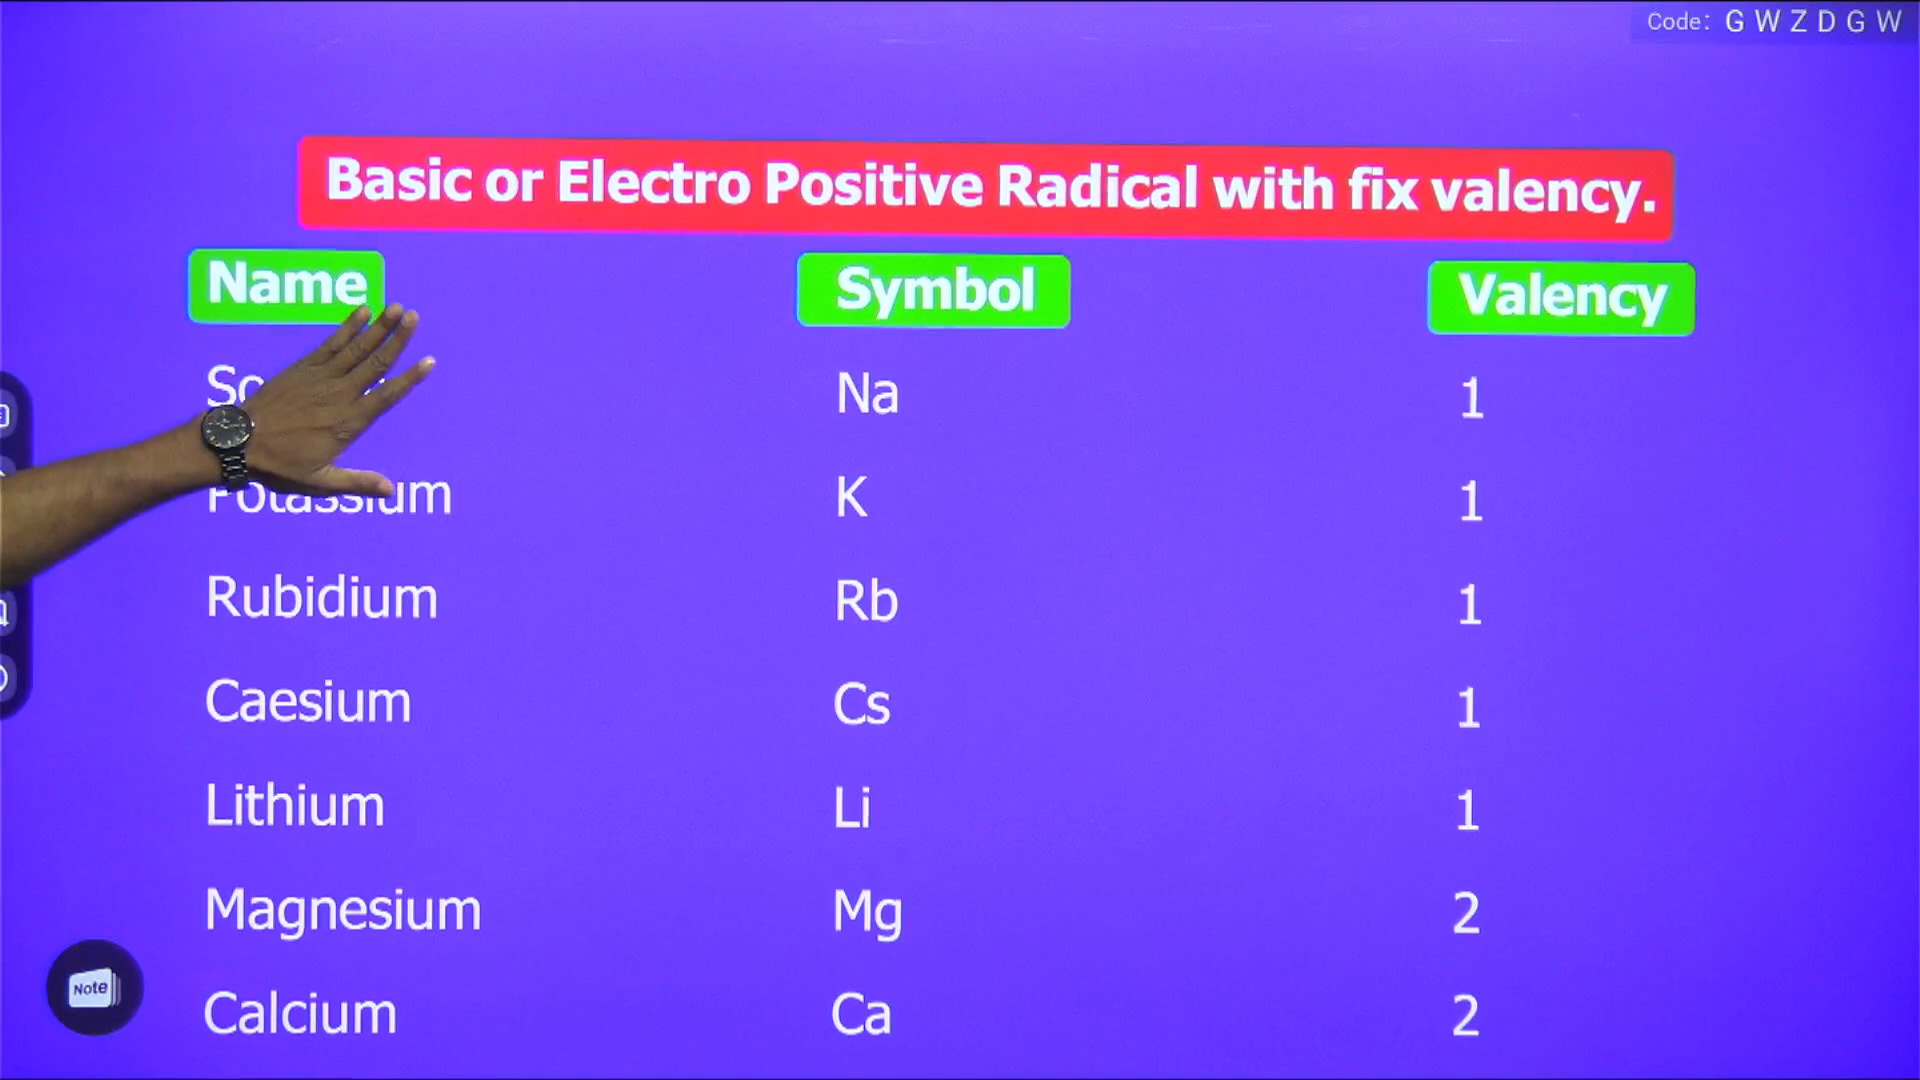 Code: G W Z D G W
Basic or Electro Positive Radical with fix valency.
Name Symbol Valency
Na 1
Potassium K 1
Rubidium Rb 1
Caesium Cs 1
Lithium Li 1
Magnesium Mg 2
Note
Calcium Ca 2